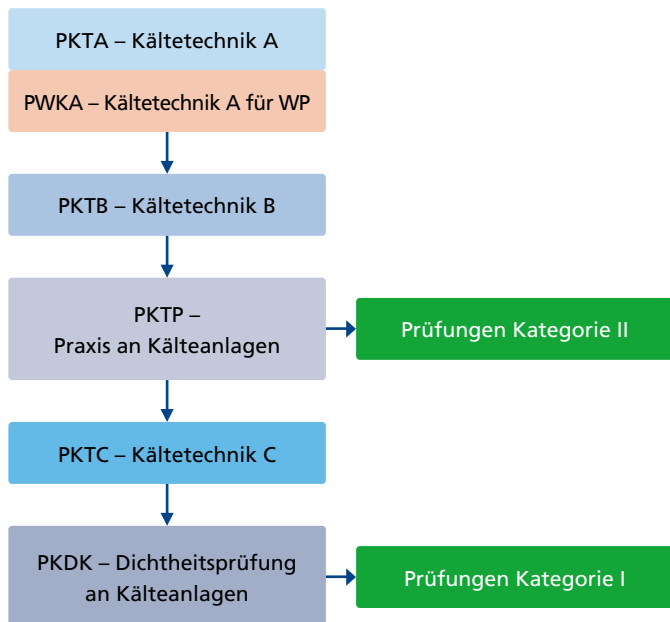 PKTA – Kältetechnik A
PWKA – Kältetechnik A für WP
PKTB – Kältetechnik B
PKTP –
Praxis an Kälteanlagen
Prüfungen Kategorie II
PKTC – Kältetechnik C
PKDK – Dichtheitsprüfung
an Kälteanlagen
Prüfungen Kategorie I